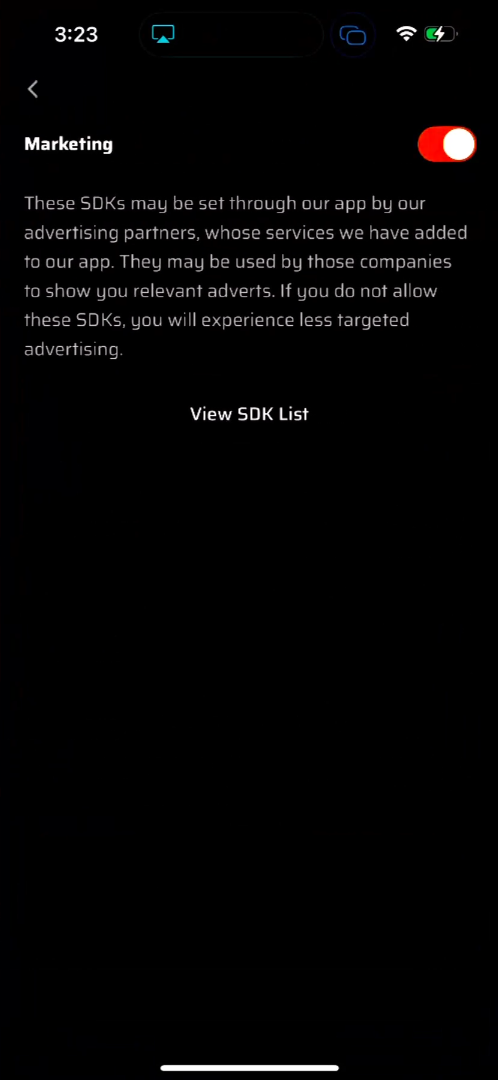 3:23
Marketing
These SDKs may be set through our app by our
advertising partners, whose services we have added
to our app. They may be used by those companies
to show you relevant adverts. If you do not allow
these SDKs, you will experience less targeted
advertising.
View SDK List